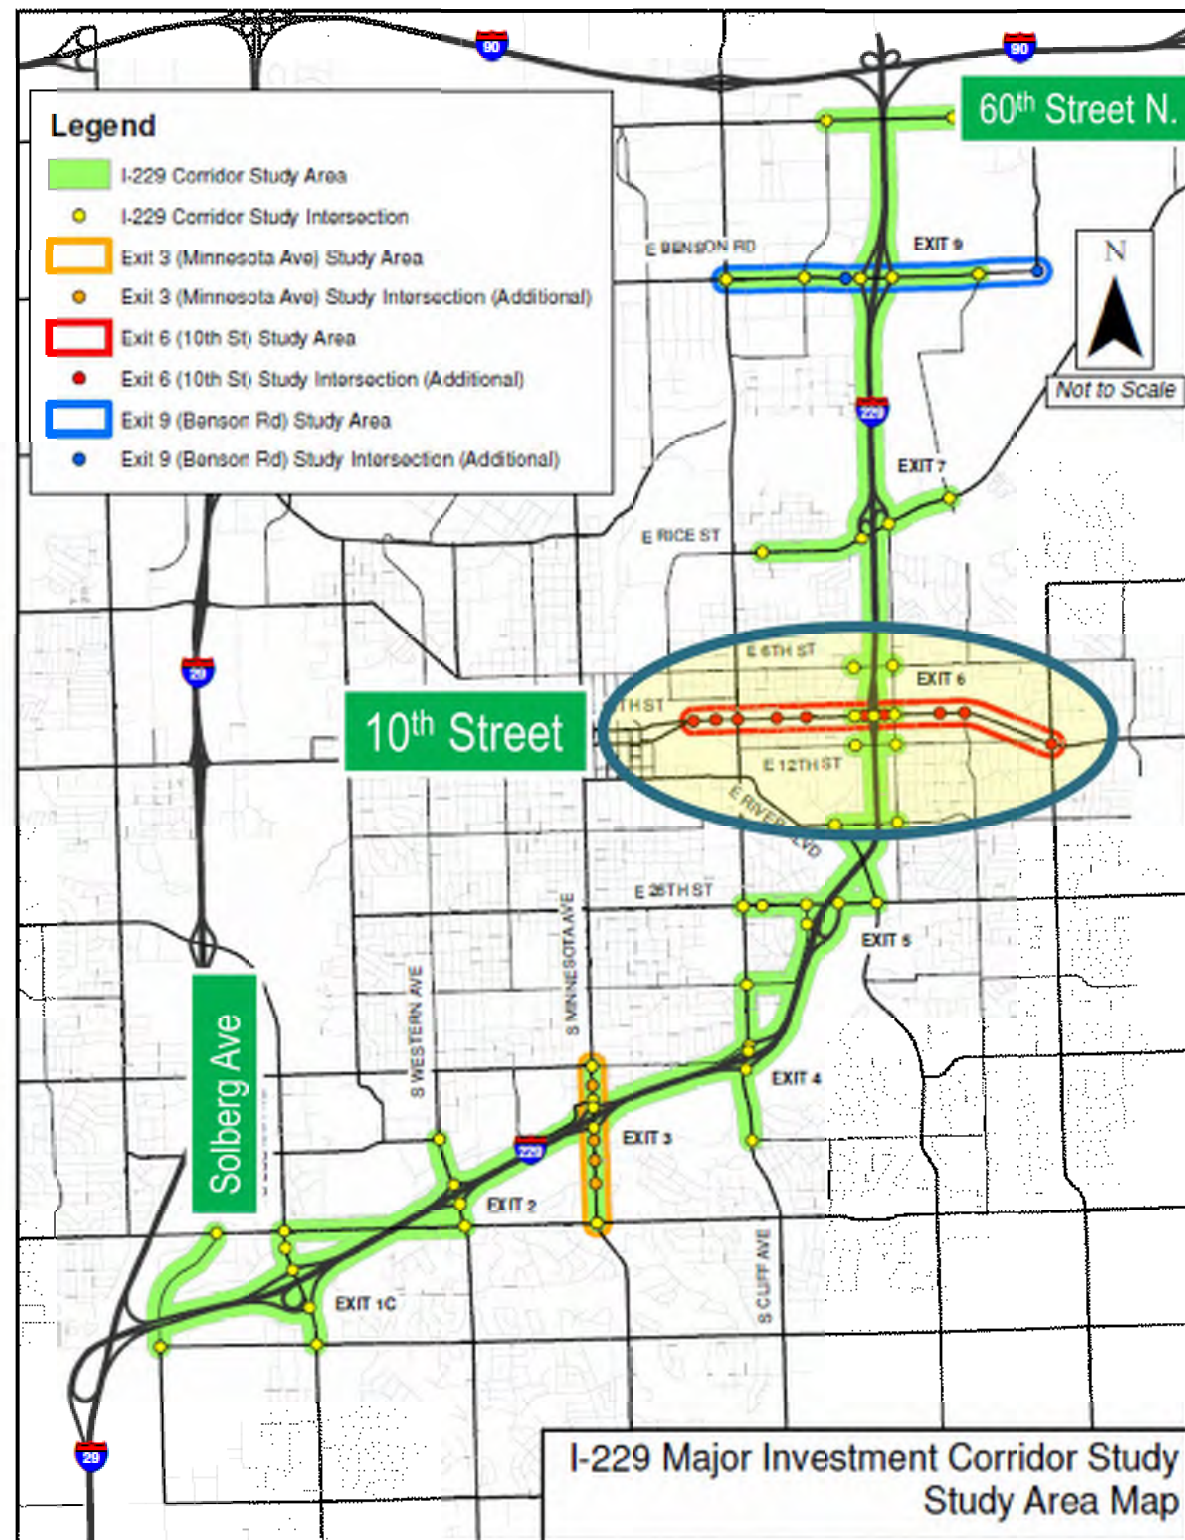 90
90
60th Street N.
Legend
I-229 Corridor Study Area
I-229 Corridor Study Intersection
Exit 3 (Minnesota Ave) Study Area
Exit 3 (Minnesota Ave) Study Intersection (Additional)
Exit 6 (10th St) Study Area
Exit 6 (10th St) Study Intersection (Additional)
Exit 9 (Benson Rd) Study Area
Exit 9 (Benson Rd) Study Intersection (Additional)
E BENSON RD
EXIT 9
N
Not to Scale
229
EXIT 7
E RICE ST
E 6TH ST
29
EXIT 6
TH ST
10th Street
E 12TH ST
E RIVER BLVD
E 26TH ST
S MINNESOTA AVE
EXIT 5
S WESTERN AVE
Solberg Ave
EXIT 4
EXIT 3
229
EXIT 2
S CLIFF AVE
EXIT 1C
29
I-229 Major Investment Corridor Study
Study Area Map